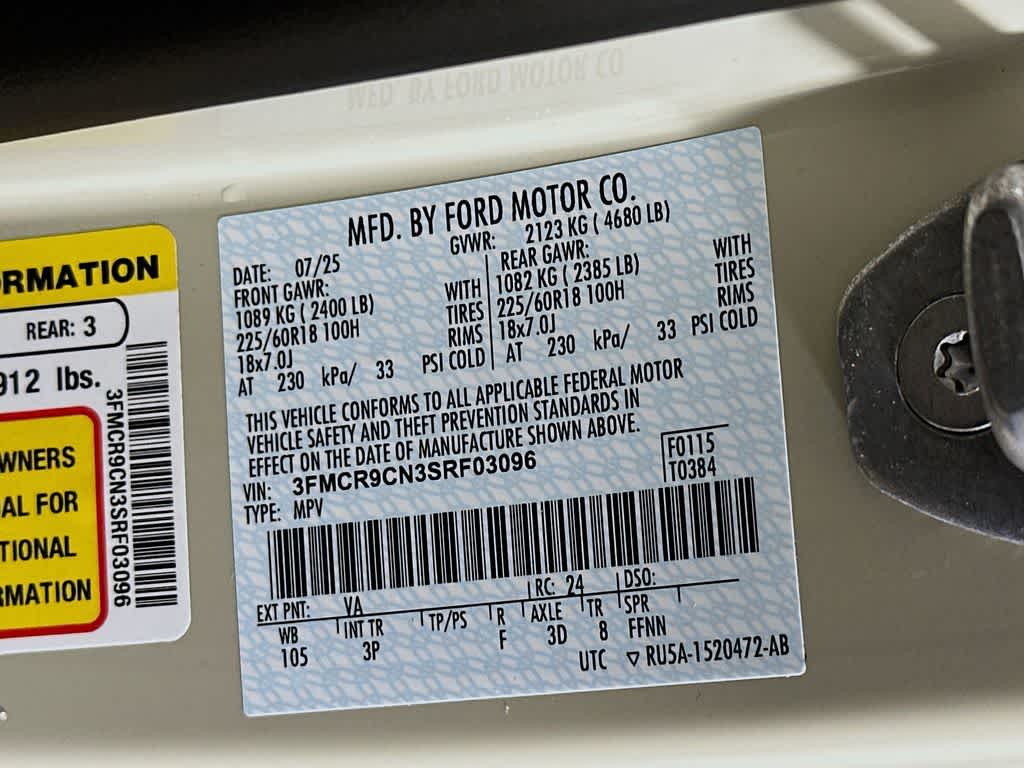 MFD. BY FORD MOTOR CO.
DATE: 07/25
GVWR: 2123 KG ( 4680 LB)
FRONT GAWR:
1089 KG ( 2400 LB) WITH
225/60R18 100H TIRES
18x7.0J RIMS
AT 230 kPa/ 33 PSI COLD
REAR GAWR:
1082 KG ( 2385 LB) WITH
225/60R18 100H TIRES
18x7.0J RIMS
AT 230 kPa/ 33 PSI COLD
THIS VEHICLE CONFORMS TO ALL APPLICABLE FEDERAL MOTOR
VEHICLE SAFETY AND THEFT PREVENTION STANDARDS IN
EFFECT ON THE DATE OF MANUFACTURE SHOWN ABOVE.
VIN: 3FMCR9CN3SRF03096
TYPE: MPV
F0115
T0384
EXT PNT: VA RC: 24 DSO:
WB INT TR TP/PS R AXLE TR SPR
105 3P F 3D 8 FFNN
UTC ▽ RU5A-1520472-AB
RMATION
REAR: 3
912 lbs.
WNERS
AL FOR
TIONAL
RMATION
3FMCR9CN3SRF03096
MFD. BY FORD MOTOR CO